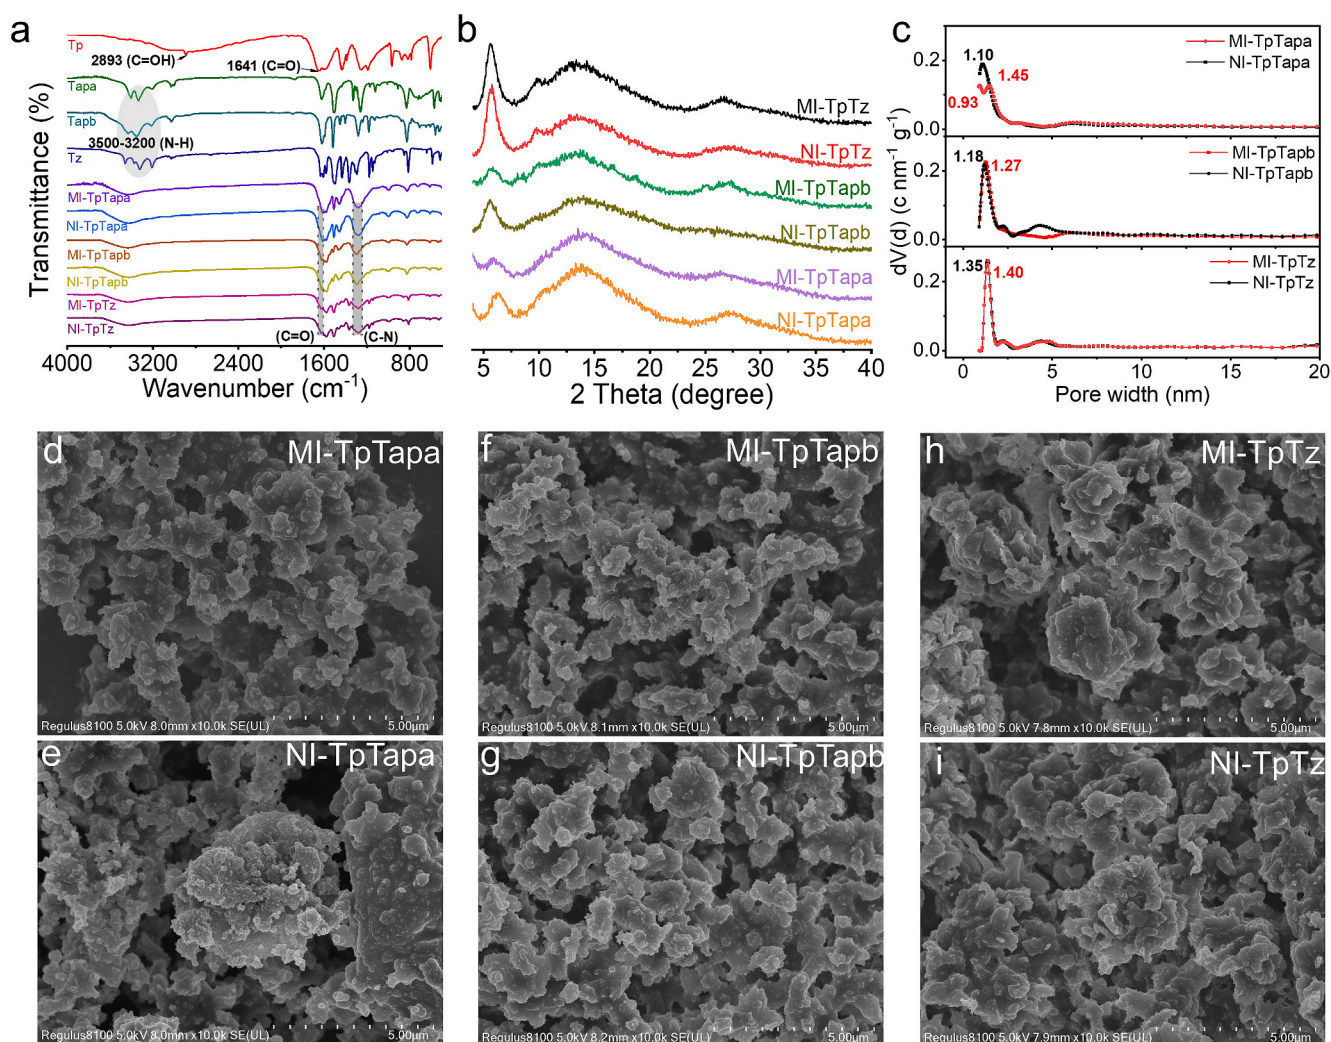 a
Tp
2893 (C=OH)
1641 (C=O)
Tapa
Tapb
3500-3200 (N-H)
Tz
MI-TpTapa
NI-TpTapa
MI-TpTapb
NI-TpTapb
MI-TpTz
NI-TpTz
(C=O)
(C-N)
Transmittance (%)
4000 3200 2400 1600 800
Wavenumber (cm-1)
b
MI-TpTz
NI-TpTz
MI-TpTapb
NI-TpTapb
MI-TpTapa
NI-TpTapa
5 10 15 20 25 30 35 40
2 Theta (degree)
c
0.2
1.10
1.45
0.93
MI-TpTapa
NI-TpTapa
0.0
0.2
1.18
1.27
MI-TpTapb
NI-TpTapb
0.0
0.2
1.35
1.40
MI-TpTz
NI-TpTz
0.0
dV(d) (c nm-1 g-1)
0 5 10 15 20
Pore width (nm)
d MI-TpTapa
Regulus8100 5.0kV 8.0mm x10.0k SE(UL) 5.00µm
f MI-TpTapb
Regulus8100 5.0kV 8.1mm x10.0k SE(UL) 5.00µm
h MI-TpTz
Regulus8100 5.0kV 7.8mm x10.0k SE(UL) 5.00µm
e NI-TpTapa
Regulus8100 5.0kV 8.0mm x10.0k SE(UL) 5.00µm
g NI-TpTapb
Regulus8100 5.0kV 8.2mm x10.0k SE(UL) 5.00µm
i NI-TpTz
Regulus8100 5.0kV 7.9mm x10.0k SE(UL) 5.00µm